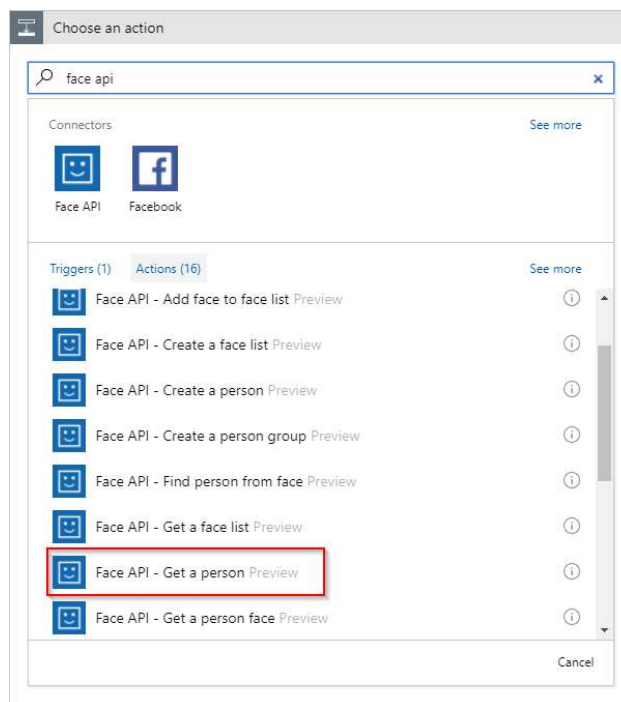 Choose an action
face api
Connectors
See more
Face API
Facebook
Triggers (1)
Actions (16)
See more
Face API - Add face to face list Preview
Face API - Create a face list Preview
Face API - Create a person Preview
Face API - Create a person group Preview
Face API - Find person from face Preview
Face API - Get a face list Preview
Face API - Get a person Preview
Face API - Get a person face Preview
Cancel